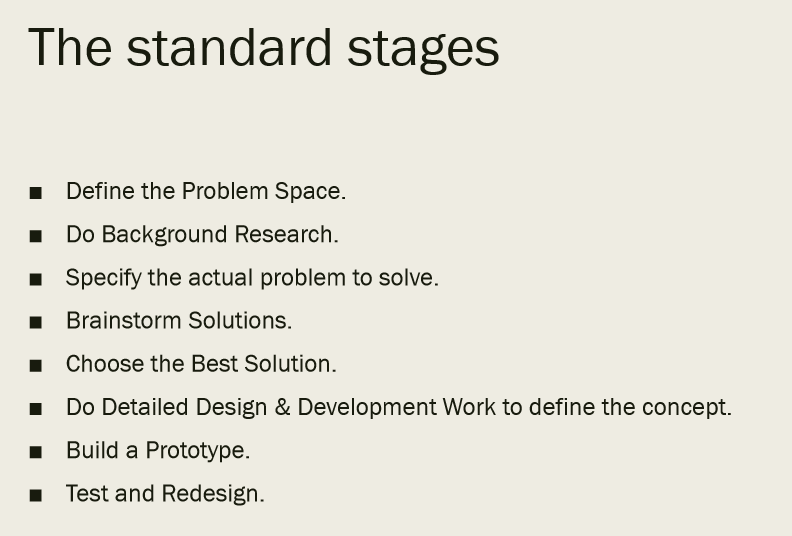 The standard stages
▪ Define the Problem Space.
▪ Do Background Research.
▪ Specify the actual problem to solve.
▪ Brainstorm Solutions.
▪ Choose the Best Solution.
▪ Do Detailed Design & Development Work to define the concept.
▪ Build a Prototype.
▪ Test and Redesign.